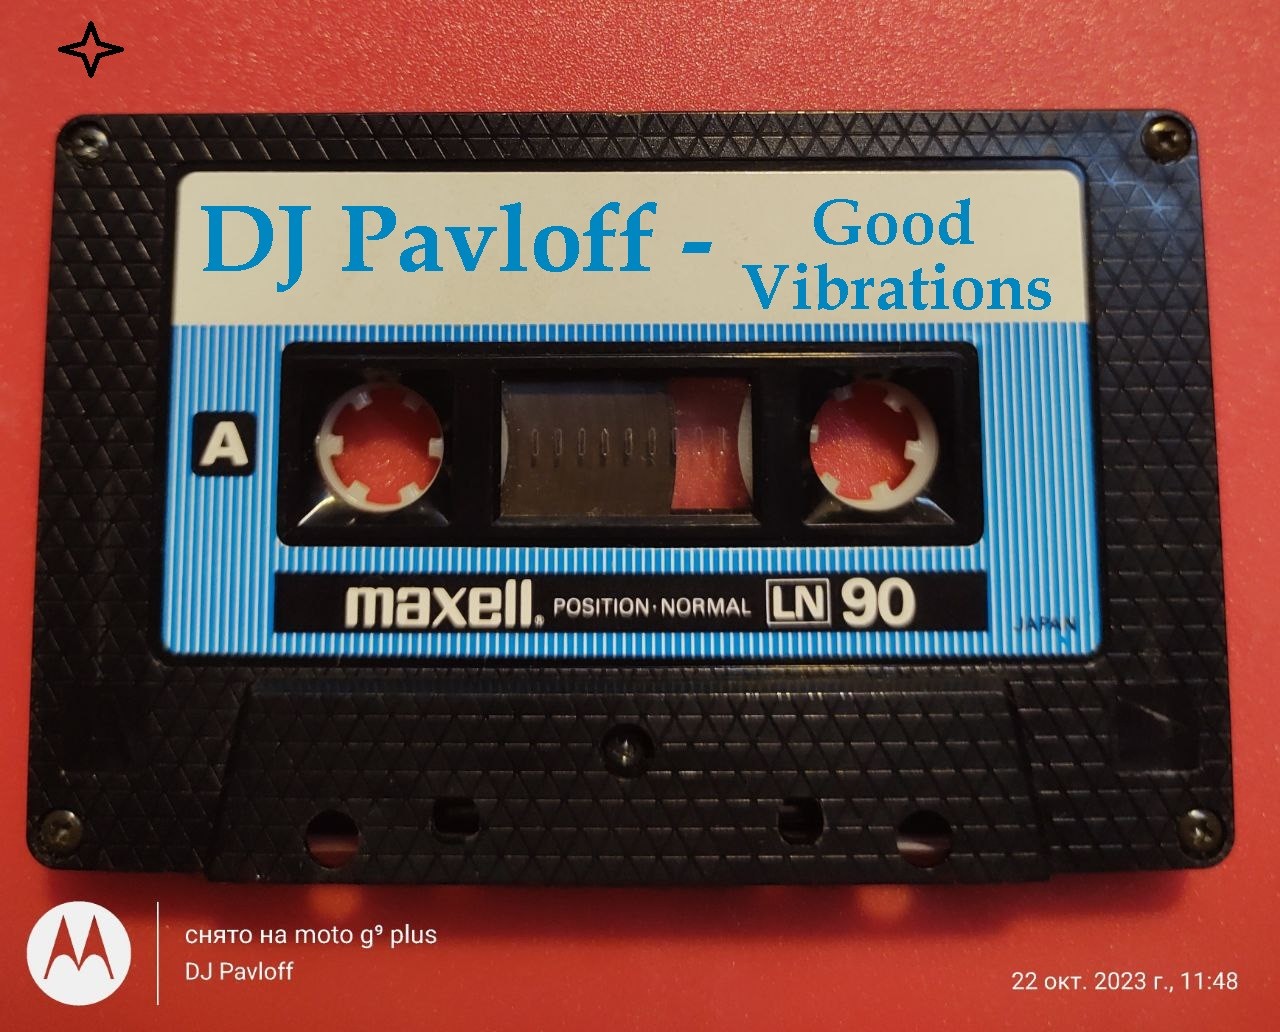 DJ Pavloff - Good
Vibrations
A
maxell® POSITION·NORMAL LN 90
JAPAN
снято на moto g⁹ plus
DJ Pavloff
22 окт. 2023 г., 11:48